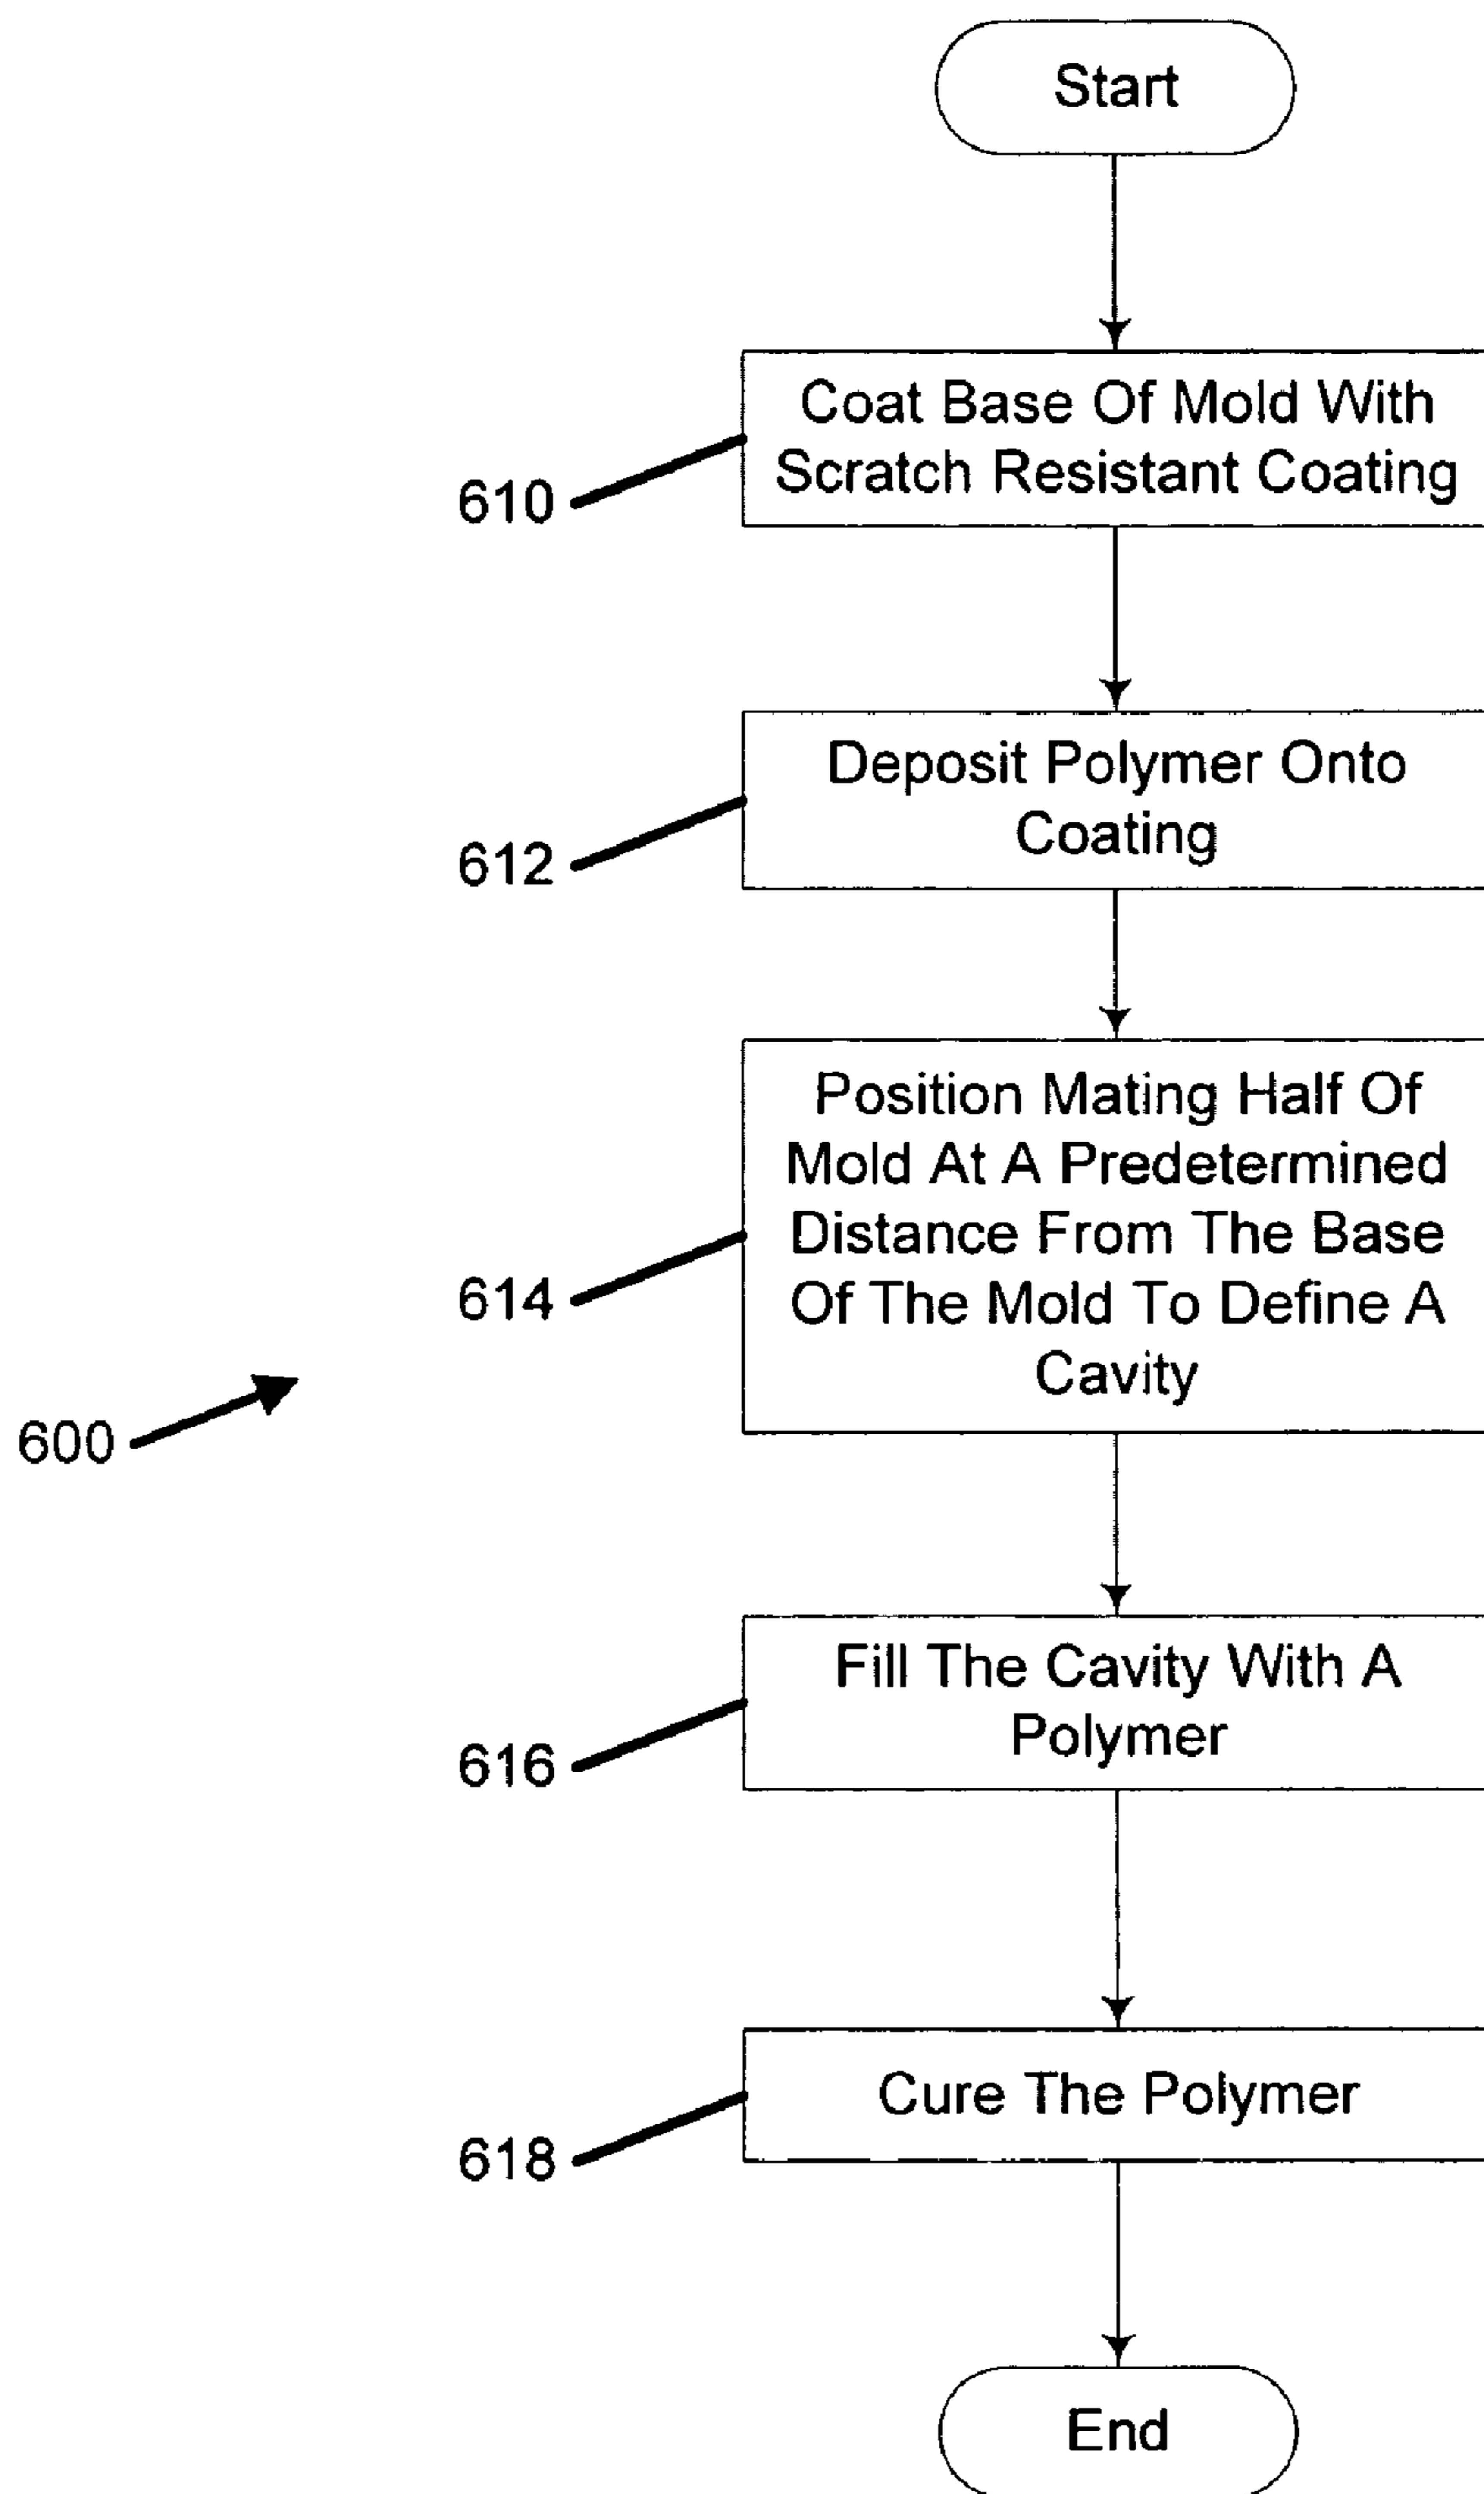 Start
Coat Base Of Mold With
Scratch Resistant Coating
610
Deposit Polymer Onto
Coating
612
Position Mating Half Of
Mold At A Predetermined
Distance From The Base
Of The Mold To Define A
Cavity
614
600
Fill The Cavity With A
Polymer
616
Cure The Polymer
618
End